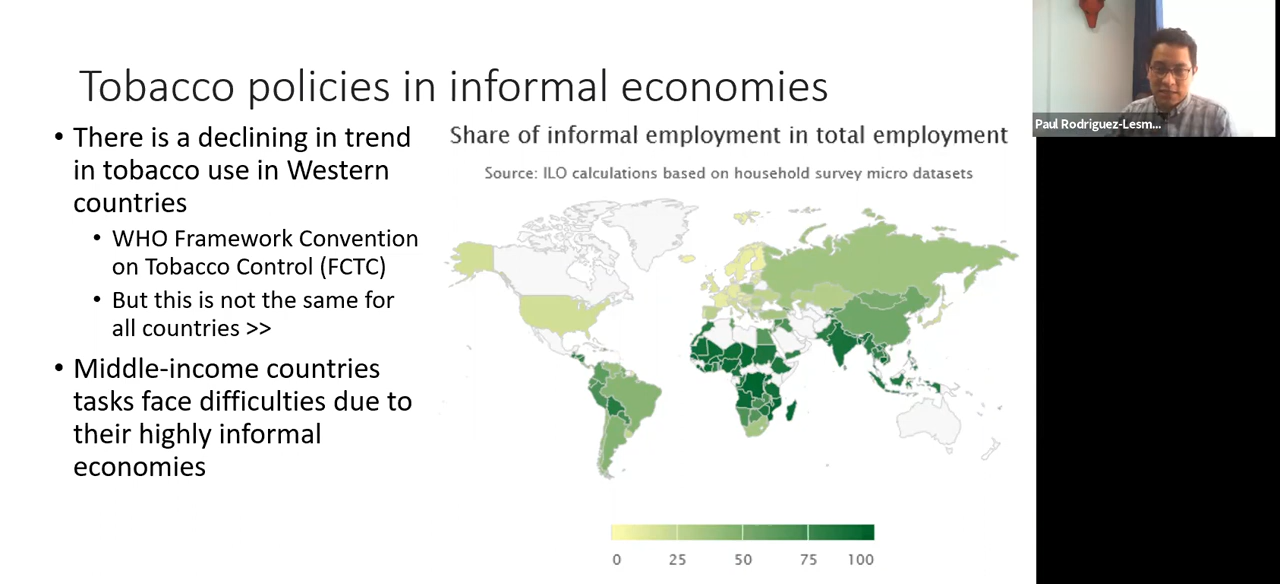 Tobacco policies in informal economies
• There is a declining in trend
in tobacco use in Western
countries
• WHO Framework Convention
on Tobacco Control (FCTC)
• But this is not the same for
all countries >>
• Middle-income countries
tasks face difficulties due to
their highly informal
economies
Share of informal employment in total employment
Source: ILO calculations based on household survey micro datasets
0 25 50 75 100
Paul Rodriguez-Lesm...